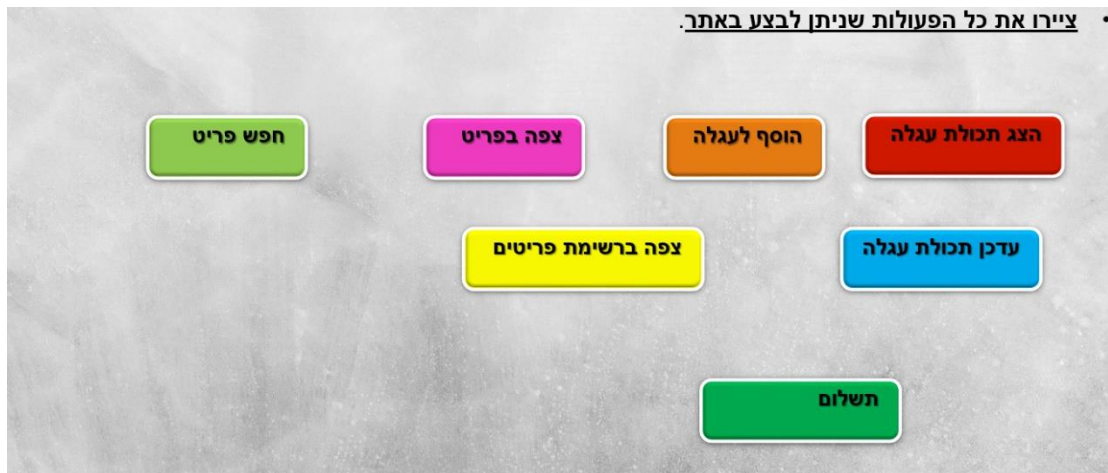 • ציירו את כל הפעולות שניתן לבצע באתר.
הצג תכולת עגלה
הוסף לעגלה
צפה בפריט
חפש פריט
עדכן תכולת עגלה
צפה ברשימת פריטים
תשלום